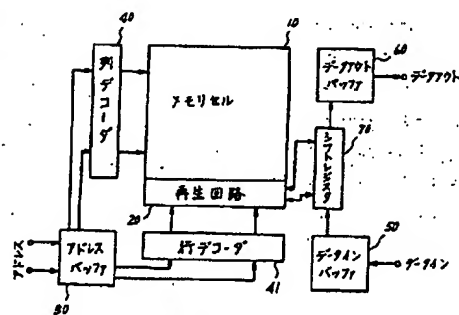 40
列デコーダ
10
メモリセル
再生回路
20
60
データアウト
バッファ
データアウト
70
シフトレジスタ
アドレス
アドレス
バッファ
30
行デコーダ
41
50
データイン
バッファ
データイン